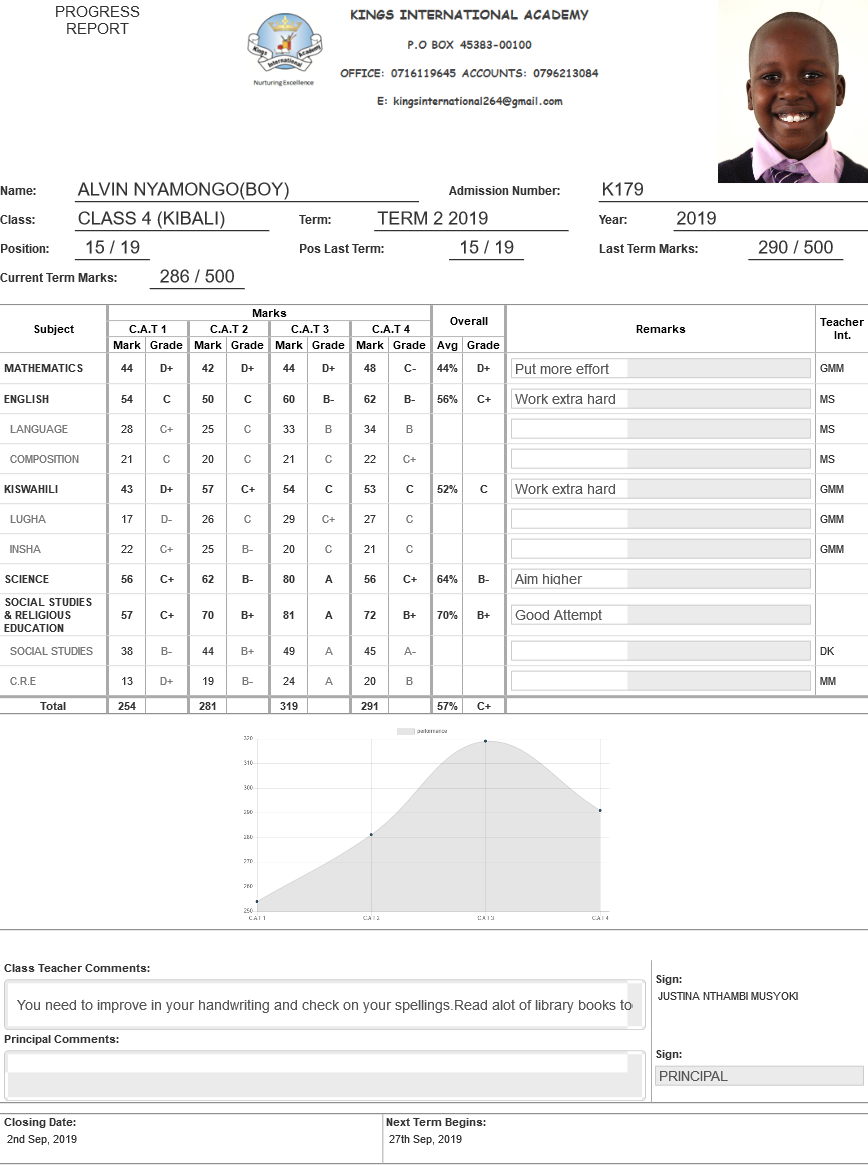 PROGRESS
REPORT
Kings International Academy
Nurturing Excellence
KINGS INTERNATIONAL ACADEMY
P.O BOX 45383-00100
OFFICE: 0716119645 ACCOUNTS: 0796213084
E: kingsinternational264@gmail.com
Name: ALVIN NYAMONGO(BOY) Admission Number: K179
Class: CLASS 4 (KIBALI) Term: TERM 2 2019 Year: 2019
Position: 15 / 19 Pos Last Term: 15 / 19 Last Term Marks: 290 / 500
Current Term Marks: 286 / 500
Subject Marks Overall Remarks Teacher Int.
C.A.T 1 C.A.T 2 C.A.T 3 C.A.T 4
Mark Grade Mark Grade Mark Grade Mark Grade Avg Grade
MATHEMATICS 44 D+ 42 D+ 44 D+ 48 C- 44% D+ Put more effort GMM
ENGLISH 54 C 50 C 60 B- 62 B- 56% C+ Work extra hard MS
LANGUAGE 28 C+ 25 C 33 B 34 B MS
COMPOSITION 21 C 20 C 21 C 22 C+ MS
KISWAHILI 43 D+ 57 C+ 54 C 53 C 52% C Work extra hard GMM
LUGHA 17 D- 26 C 29 C+ 27 C GMM
INSHA 22 C+ 25 B- 20 C 21 C GMM
SCIENCE 56 C+ 62 B- 80 A 56 C+ 64% B- Aim higher
SOCIAL STUDIES
& RELIGIOUS
EDUCATION 57 C+ 70 B+ 81 A 72 B+ 70% B+ Good Attempt
SOCIAL STUDIES 38 B- 44 B+ 49 A 45 A- DK
C.R.E 13 D+ 19 B- 24 A 20 B MM
Total 254 281 319 291 57% C+
performance
320
310
300
290
280
270
260
250
C.A.T 1 C.A.T 2 C.A.T 3 C.A.T 4
Class Teacher Comments:
You need to improve in your handwriting and check on your spellings.Read alot of library books to
Sign:
JUSTINA NTHAMBI MUSYOKI
Principal Comments:
Sign:
PRINCIPAL
Closing Date: Next Term Begins:
2nd Sep, 2019 27th Sep, 2019